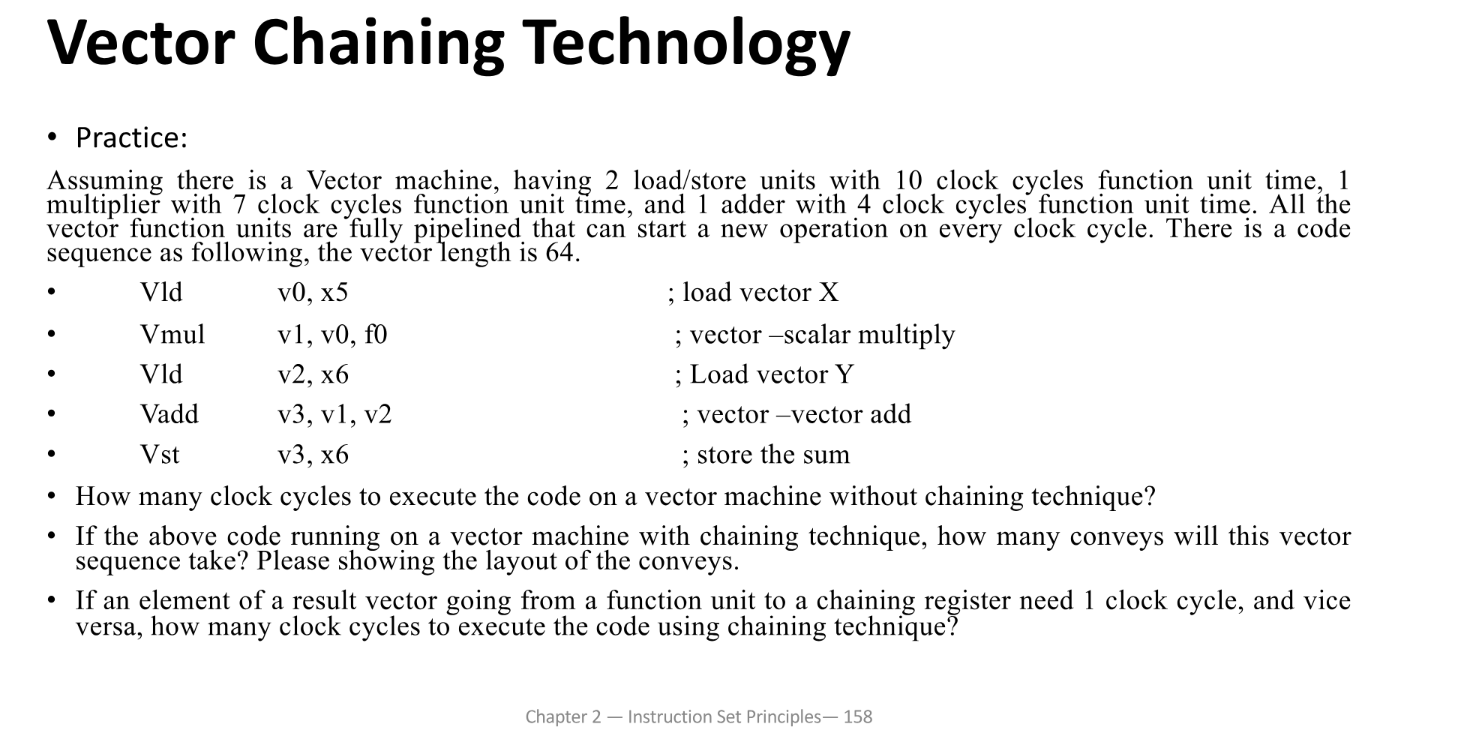 Vector Chaining Technology
• Practice:
Assuming there is a Vector machine, having 2 load/store units with 10 clock cycles function unit time, 1
multiplier with 7 clock cycles function unit time, and 1 adder with 4 clock cycles function unit time. All the
vector function units are fully pipelined that can start a new operation on every clock cycle. There is a code
sequence as following, the vector length is 64.
• Vld v0, x5 ; load vector X
• Vmul v1, v0, f0 ; vector –scalar multiply
• Vld v2, x6 ; Load vector Y
• Vadd v3, v1, v2 ; vector –vector add
• Vst v3, x6 ; store the sum
• How many clock cycles to execute the code on a vector machine without chaining technique?
• If the above code running on a vector machine with chaining technique, how many conveys will this vector
sequence take? Please showing the layout of the conveys.
• If an element of a result vector going from a function unit to a chaining register need 1 clock cycle, and vice
versa, how many clock cycles to execute the code using chaining technique?
Chapter 2 — Instruction Set Principles— 158